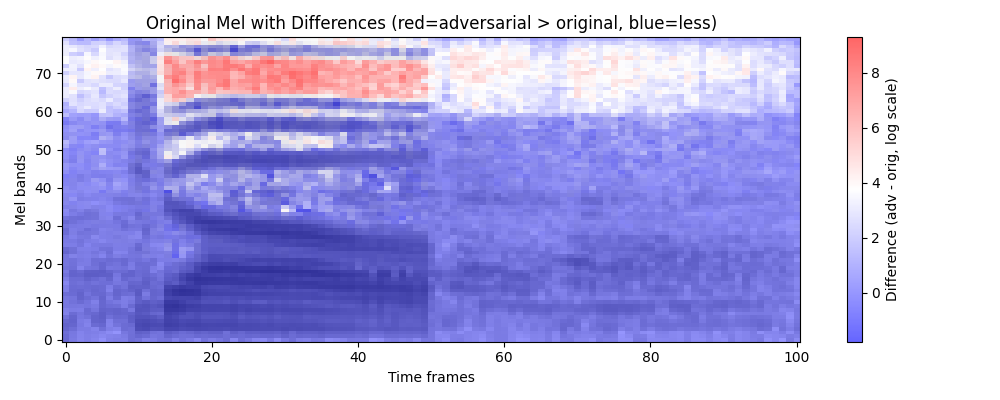 Original Mel with Differences (red=adversarial > original, blue=less)
Mel bands
70
60
50
40
30
20
10
0
0 20 40 60 80 100
Time frames
8
6
4
2
0
Difference (adv - orig, log scale)